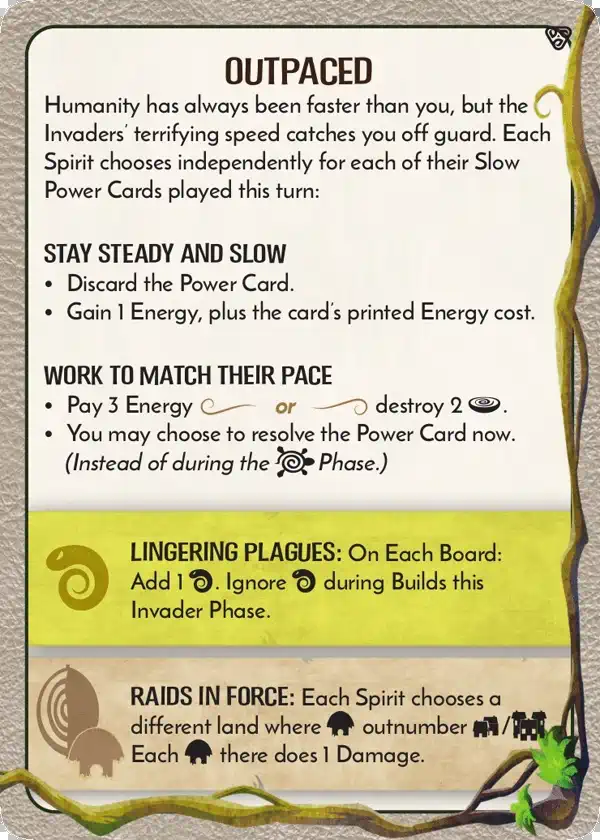 OUTPACED
Humanity has always been faster than you, but the
Invaders' terrifying speed catches you off guard. Each
Spirit chooses independently for each of their Slow
Power Cards played this turn:
STAY STEADY AND SLOW
• Discard the Power Card.
• Gain 1 Energy, plus the card's printed Energy cost.
WORK TO MATCH THEIR PACE
• Pay 3 Energy or destroy 2 .
• You may choose to resolve the Power Card now.
(Instead of during the Phase.)
LINGERING PLAGUES: On Each Board:
Add 1 . Ignore during Builds this
Invader Phase.
RAIDS IN FORCE: Each Spirit chooses a
different land where outnumber /
Each there does 1 Damage.